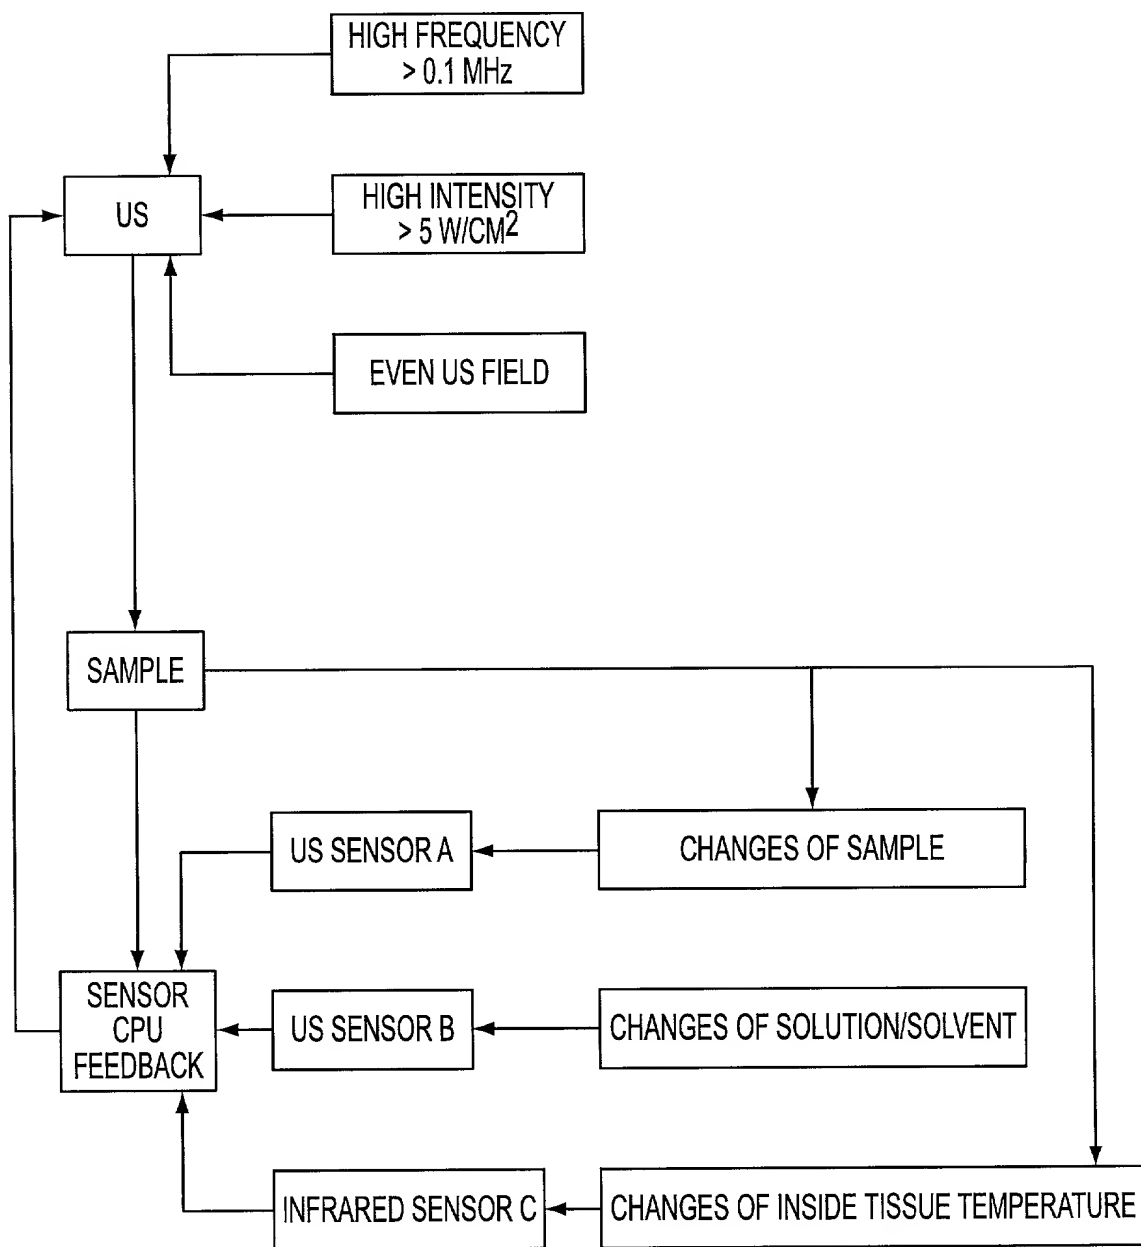 HIGH FREQUENCY
> 0.1 MHz
US
HIGH INTENSITY
> 5 W/CM²
EVEN US FIELD
SAMPLE
US SENSOR A
CHANGES OF SAMPLE
SENSOR
CPU
FEEDBACK
US SENSOR B
CHANGES OF SOLUTION/SOLVENT
INFRARED SENSOR C
CHANGES OF INSIDE TISSUE TEMPERATURE